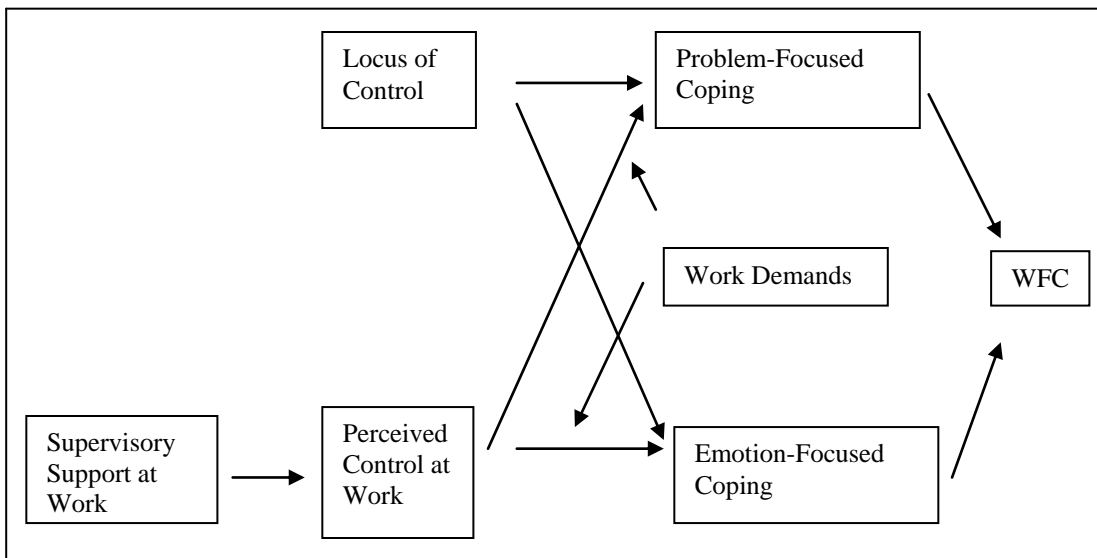 Locus of
Control
Problem-Focused
Coping
Work Demands
WFC
Supervisory
Support at
Work
Perceived
Control at
Work
Emotion-Focused
Coping